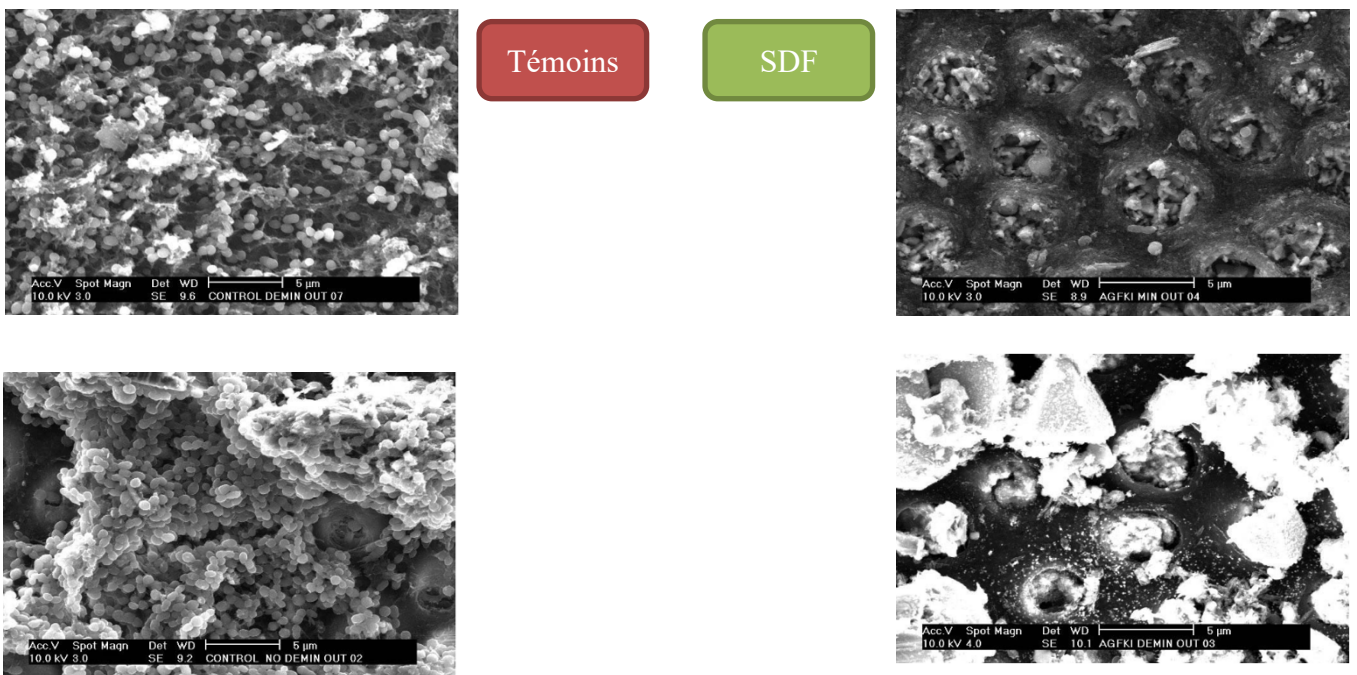 Témoins
SDF
Acc.V Spot Magn Det WD 5 µm
10.0 kV 3.0 SE 9.6 CONTROL DEMIN OUT 07
Acc.V Spot Magn Det WD 5 µm
10.0 kV 3.0 SE 8.9 AGFKI MIN OUT 04
Acc.V Spot Magn Det WD 5 µm
10.0 kV 3.0 SE 9.2 CONTROL NO DEMIN OUT 02
Acc.V Spot Magn Det WD 5 µm
10.0 kV 4.0 SE 10.1 AGFKI DEMIN OUT 03